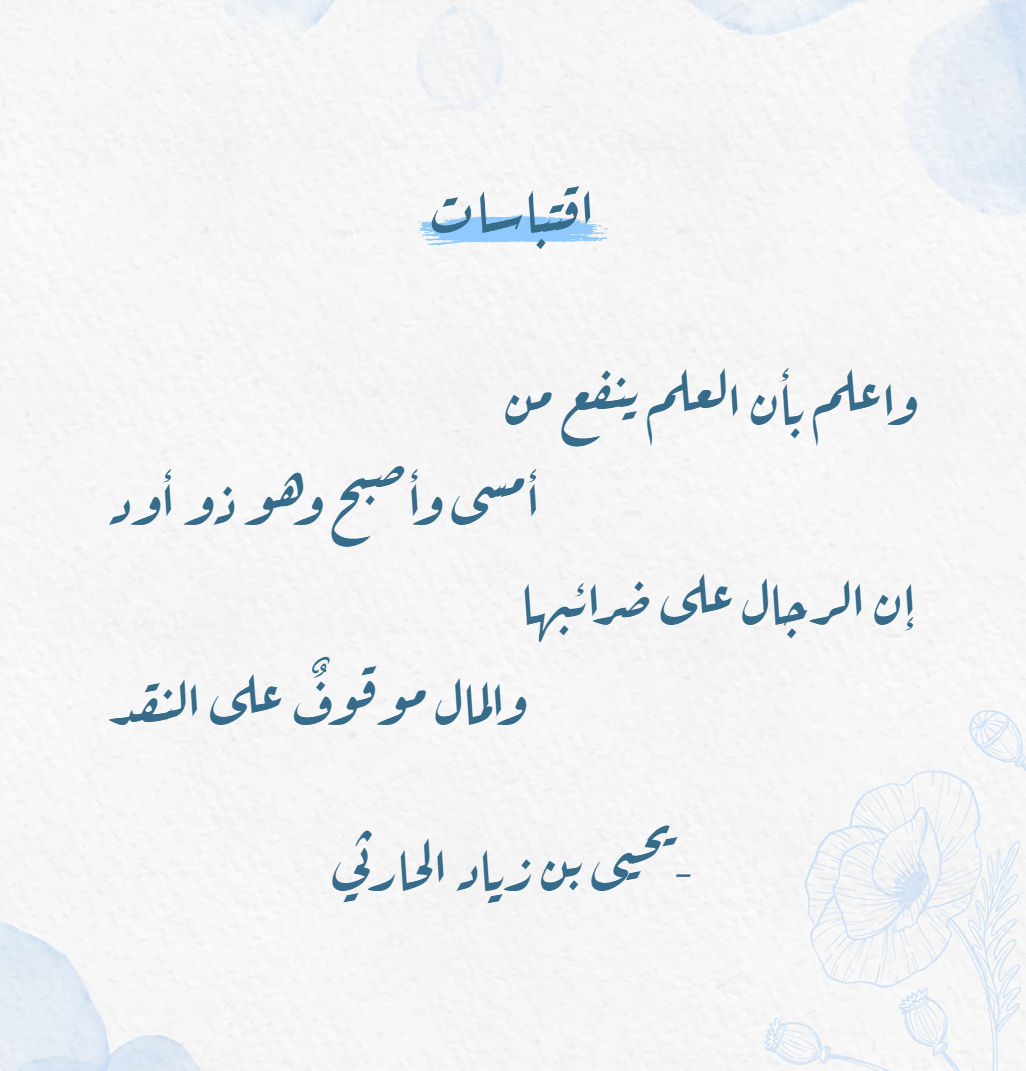 اقتباسات
واعلم بأن العلم ينفع من
أمسى وأصبح وهو ذو أود
إن الرجال على ضرائبها
والمال موقوفٌ على النقد
-يحيى بن زياد الحارثي